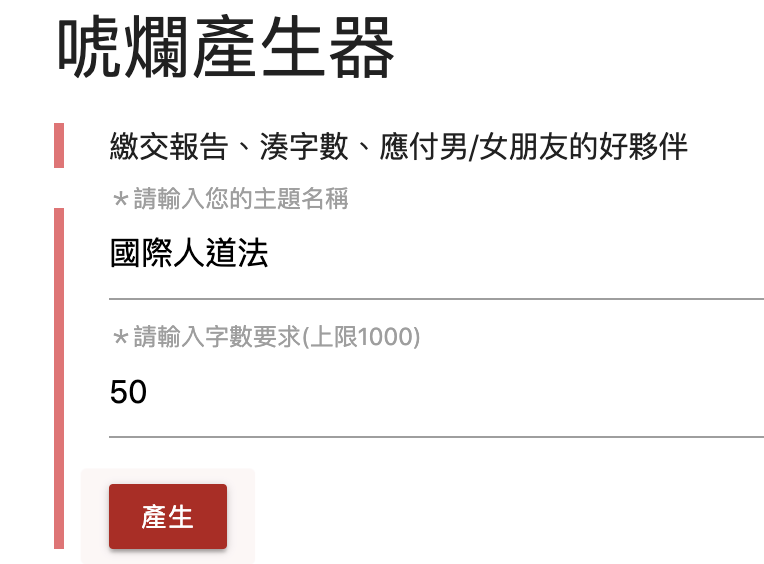 唬爛產生器
繳交報告、湊字數、應付男/女朋友的好夥伴
＊請輸入您的主題名稱
國際人道法
＊請輸入字數要求(上限1000)
50
產生